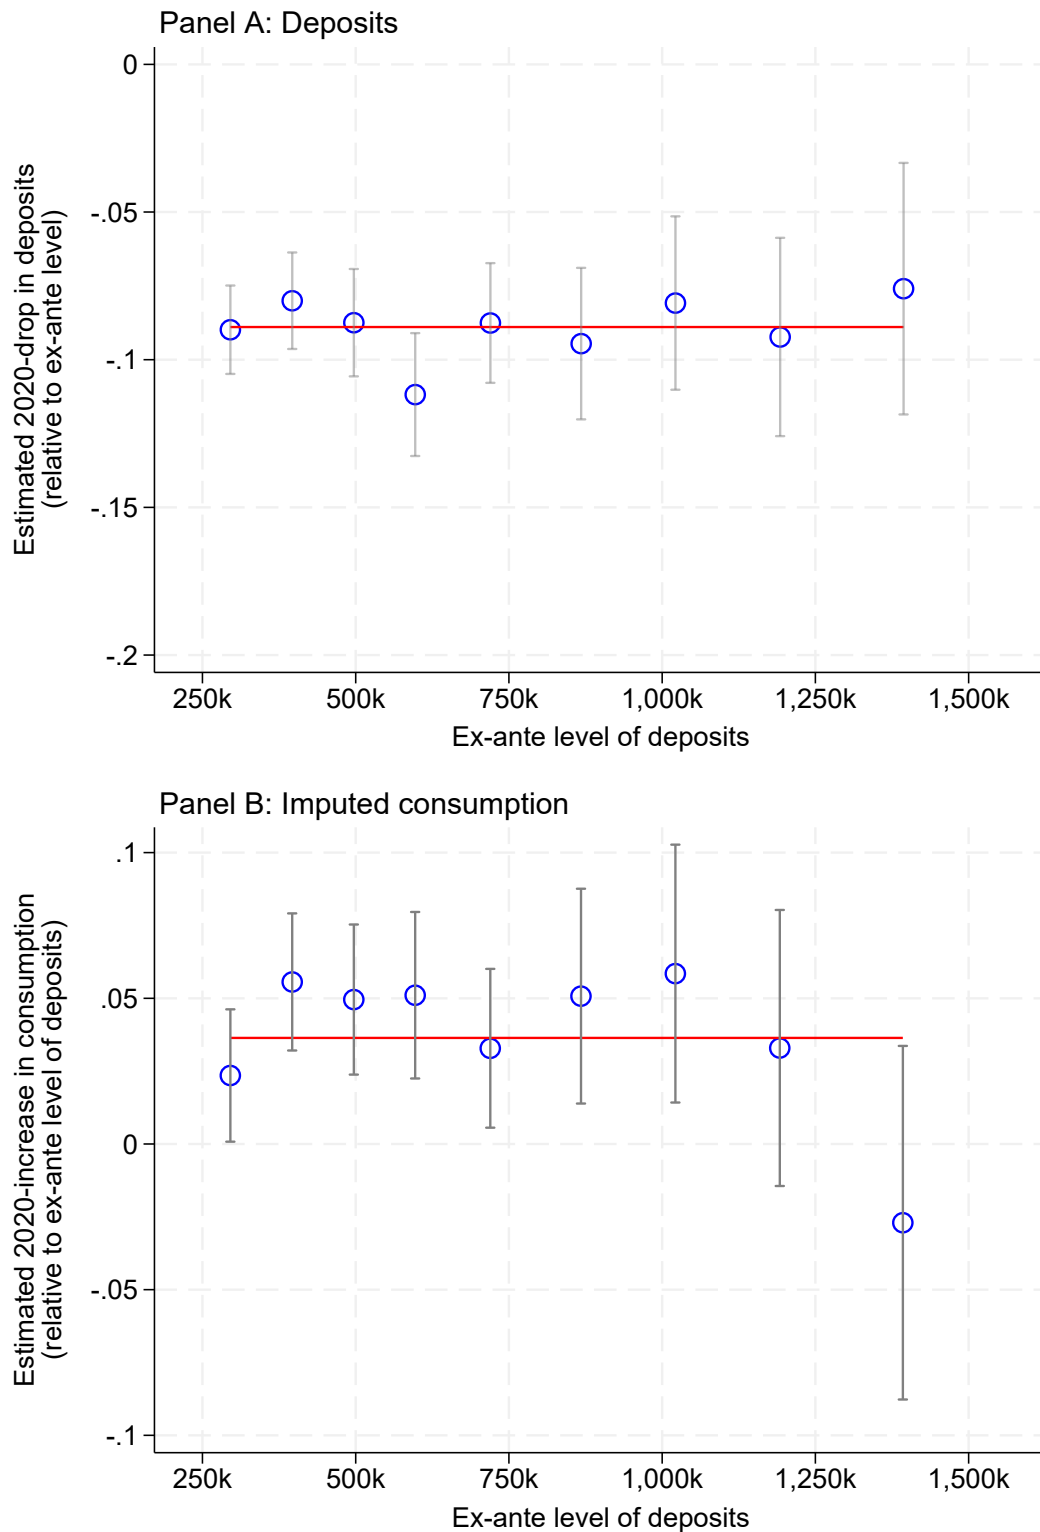 Panel A: Deposits
Estimated 2020-drop in deposits
(relative to ex-ante level)
0
-.05
-.1
-.15
-.2
250k
500k
750k
1,000k
1,250k
1,500k
Ex-ante level of deposits
Panel B: Imputed consumption
Estimated 2020-increase in consumption
(relative to ex-ante level of deposits)
.1
.05
0
-.05
-.1
250k
500k
750k
1,000k
1,250k
1,500k
Ex-ante level of deposits